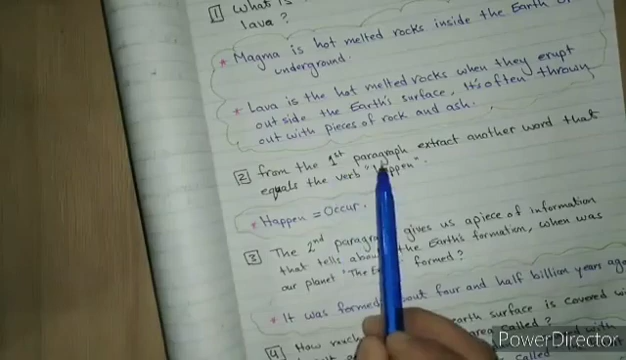 1 What is
lava ?
* Magma is hot melted rocks inside the Earth or
underground.
* Lava is the hot melted rocks when they erupt
out side the Earth's surface, It's often thrown
out with pieces of rock and ash.
2 from the 1st paragraph extract another word that
equals the verb "Happen".
* Happen = Occur.
3 The 2nd paragraph gives us apiece of information
that tells about the Earth's formation, when was
our planet "The Earth" formed ?
* It was formed about four and half billion years ago
4 How much earth surface is covered
area called ?
with
called
PowerDirector